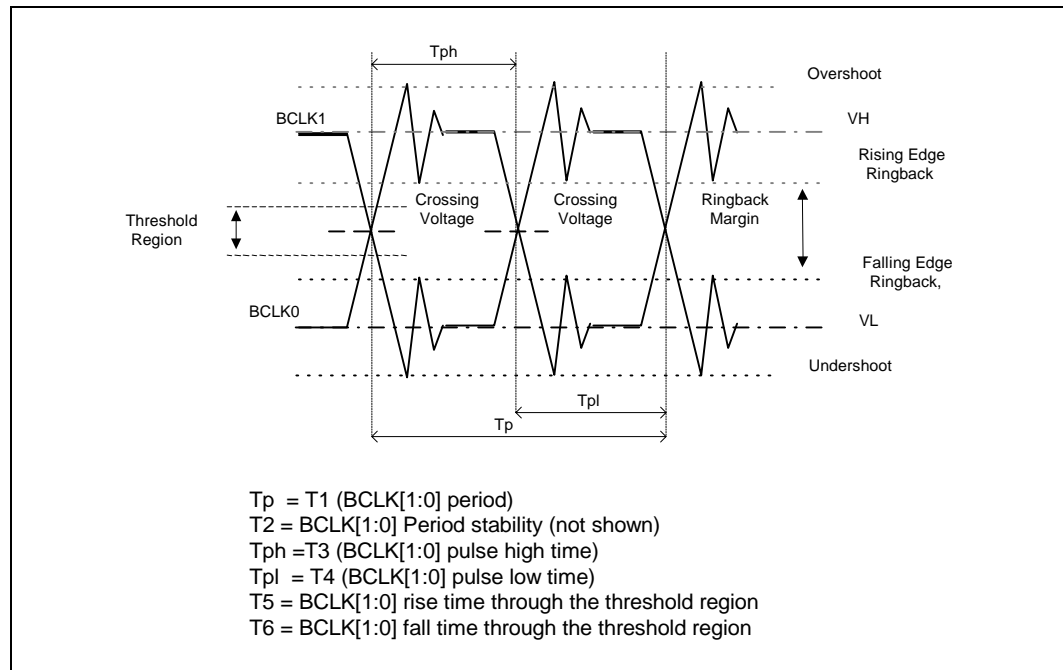 Tph
Overshoot
BCLK1
VH
Rising Edge
Ringback
Crossing
Voltage
Crossing
Voltage
Ringback
Margin
Threshold
Region
Falling Edge
Ringback,
BCLK0
VL
Undershoot
Tpl
Tp
Tp = T1 (BCLK[1:0] period)
T2 = BCLK[1:0] Period stability (not shown)
Tph =T3 (BCLK[1:0] pulse high time)
Tpl = T4 (BCLK[1:0] pulse low time)
T5 = BCLK[1:0] rise time through the threshold region
T6 = BCLK[1:0] fall time through the threshold region